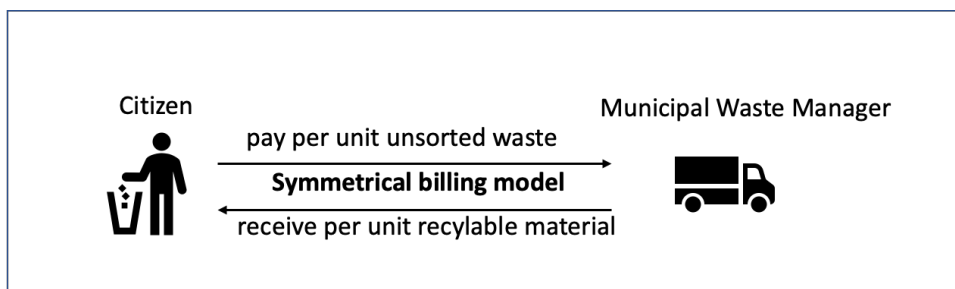 Citizen
Municipal Waste Manager
pay per unit unsorted waste
Symmetrical billing model
receive per unit recylable material